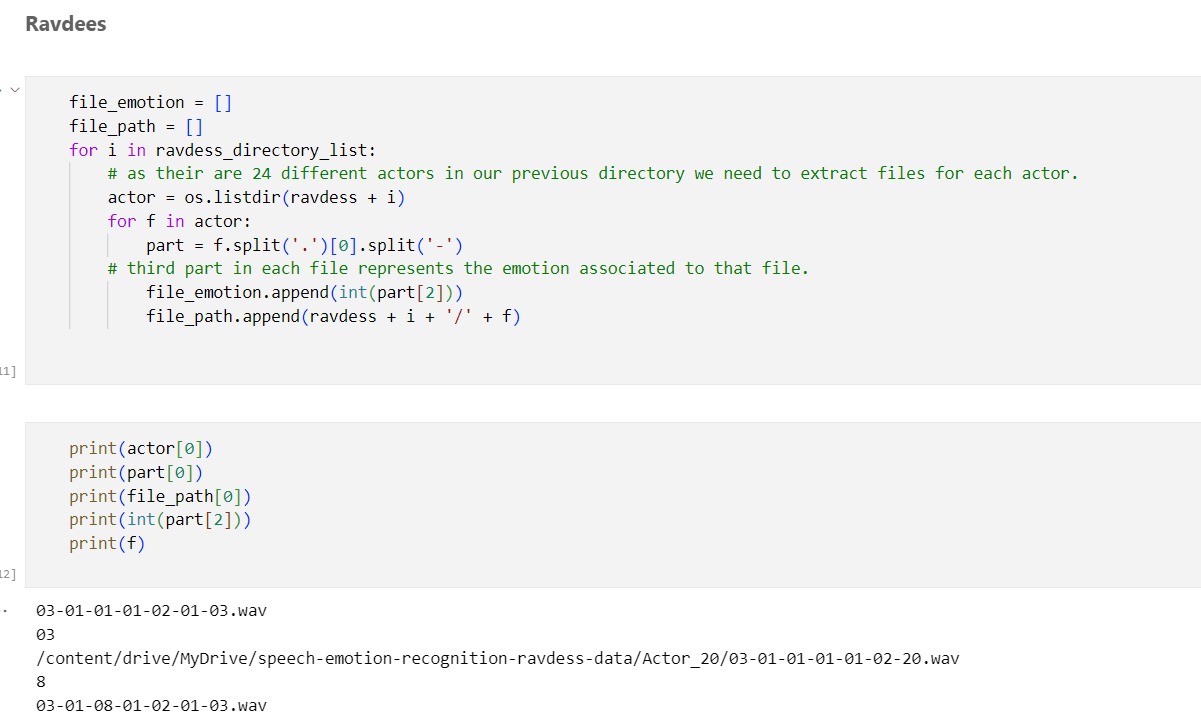 Ravdees
file_emotion = []
file_path = []
for i in ravdess_directory_list:
    # as their are 24 different actors in our previous directory we need to extract files for each actor.
    actor = os.listdir(ravdess + i)
    for f in actor:
        part = f.split('.')[0].split('-')
    # third part in each file represents the emotion associated to that file.
        file_emotion.append(int(part[2]))
        file_path.append(ravdess + i + '/' + f)
11]
print(actor[0])
print(part[0])
print(file_path[0])
print(int(part[2]))
print(f)
12]
03-01-01-01-02-01-03.wav
03
/content/drive/MyDrive/speech-emotion-recognition-ravdess-data/Actor_20/03-01-01-01-01-02-20.wav
8
03-01-08-01-02-01-03.wav